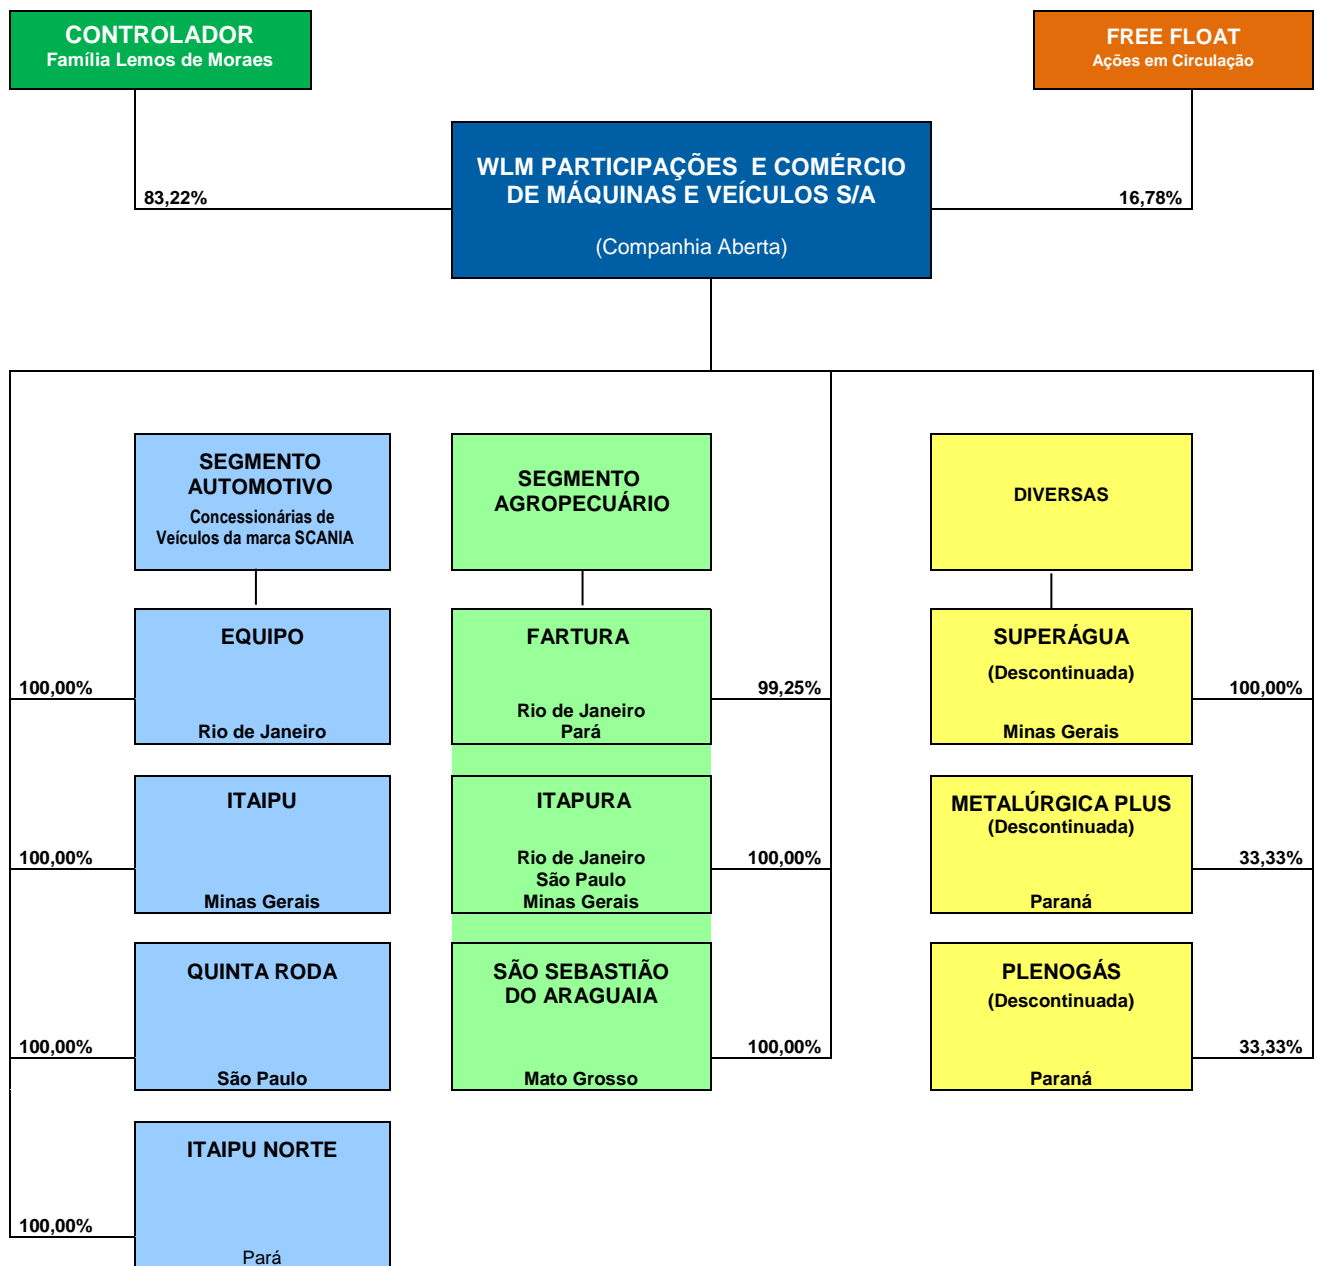 CONTROLADOR
Família Lemos de Moraes
FREE FLOAT
Ações em Circulação
WLM PARTICIPAÇÕES E COMÉRCIO
DE MÁQUINAS E VEÍCULOS S/A
(Companhia Aberta)
83,22%
16,78%
SEGMENTO
AUTOMOTIVO
Concessionárias de
Veículos da marca SCANIA
SEGMENTO
AGROPECUÁRIO
DIVERSAS
EQUIPO
Rio de Janeiro
100,00%
FARTURA
Rio de Janeiro
Pará
99,25%
SUPERÁGUA
(Descontinuada)
Minas Gerais
100,00%
ITAIPU
Minas Gerais
100,00%
ITAPURA
Rio de Janeiro
São Paulo
Minas Gerais
100,00%
METALÚRGICA PLUS
(Descontinuada)
Paraná
33,33%
QUINTA RODA
São Paulo
100,00%
SÃO SEBASTIÃO
DO ARAGUAIA
Mato Grosso
100,00%
PLENOGÁS
(Descontinuada)
Paraná
33,33%
ITAIPU NORTE
Pará
100,00%